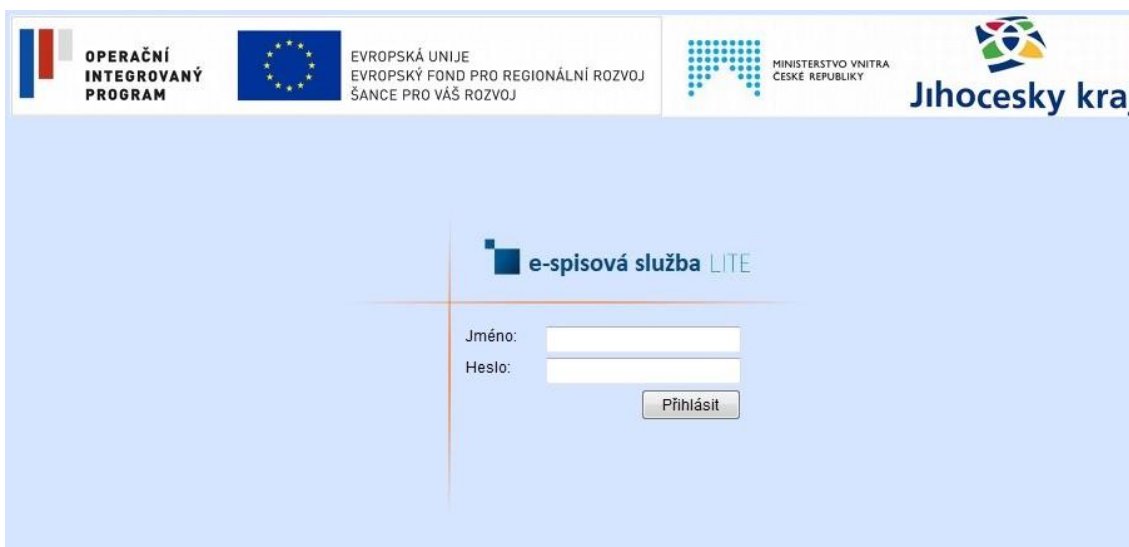 OPERAČNÍ
INTEGROVANÝ
PROGRAM
EVROPSKÁ UNIJE
EVROPSKÝ FOND PRO REGIONÁLNÍ ROZVOJ
ŠANCE PRO VÁŠ ROZVOJ
MINISTERSTVO VNITRA
ČESKÉ REPUBLIKY
Jihocesky kraj
e-spisová služba LITE
Jméno:
Heslo:
Přihlásit